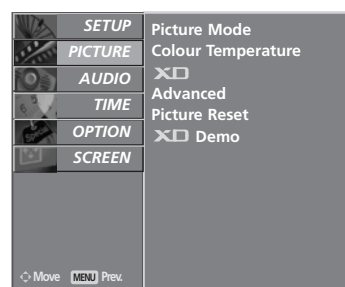 SETUP
PICTURE
AUDIO
TIME
OPTION
SCREEN
Move MENU Prev.
Picture Mode
Colour Temperature
XD
Advanced
Picture Reset
XD Demo